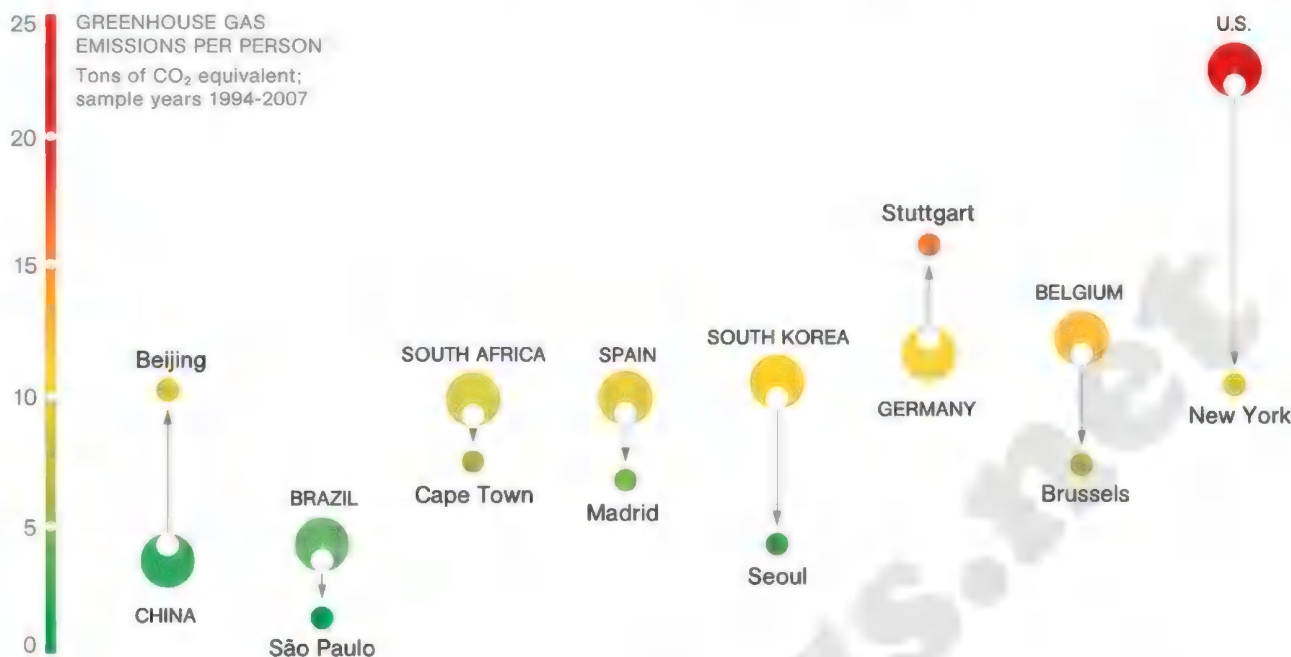 25
GREENHOUSE GAS
EMISSIONS PER PERSON
Tons of CO₂ equivalent;
sample years 1994-2007
20
15
10
5
0
Beijing
CHINA
BRAZIL
São Paulo
SOUTH AFRICA
Cape Town
SPAIN
Madrid
SOUTH KOREA
Seoul
Stuttgart
GERMANY
BELGIUM
Brussels
U.S.
New York